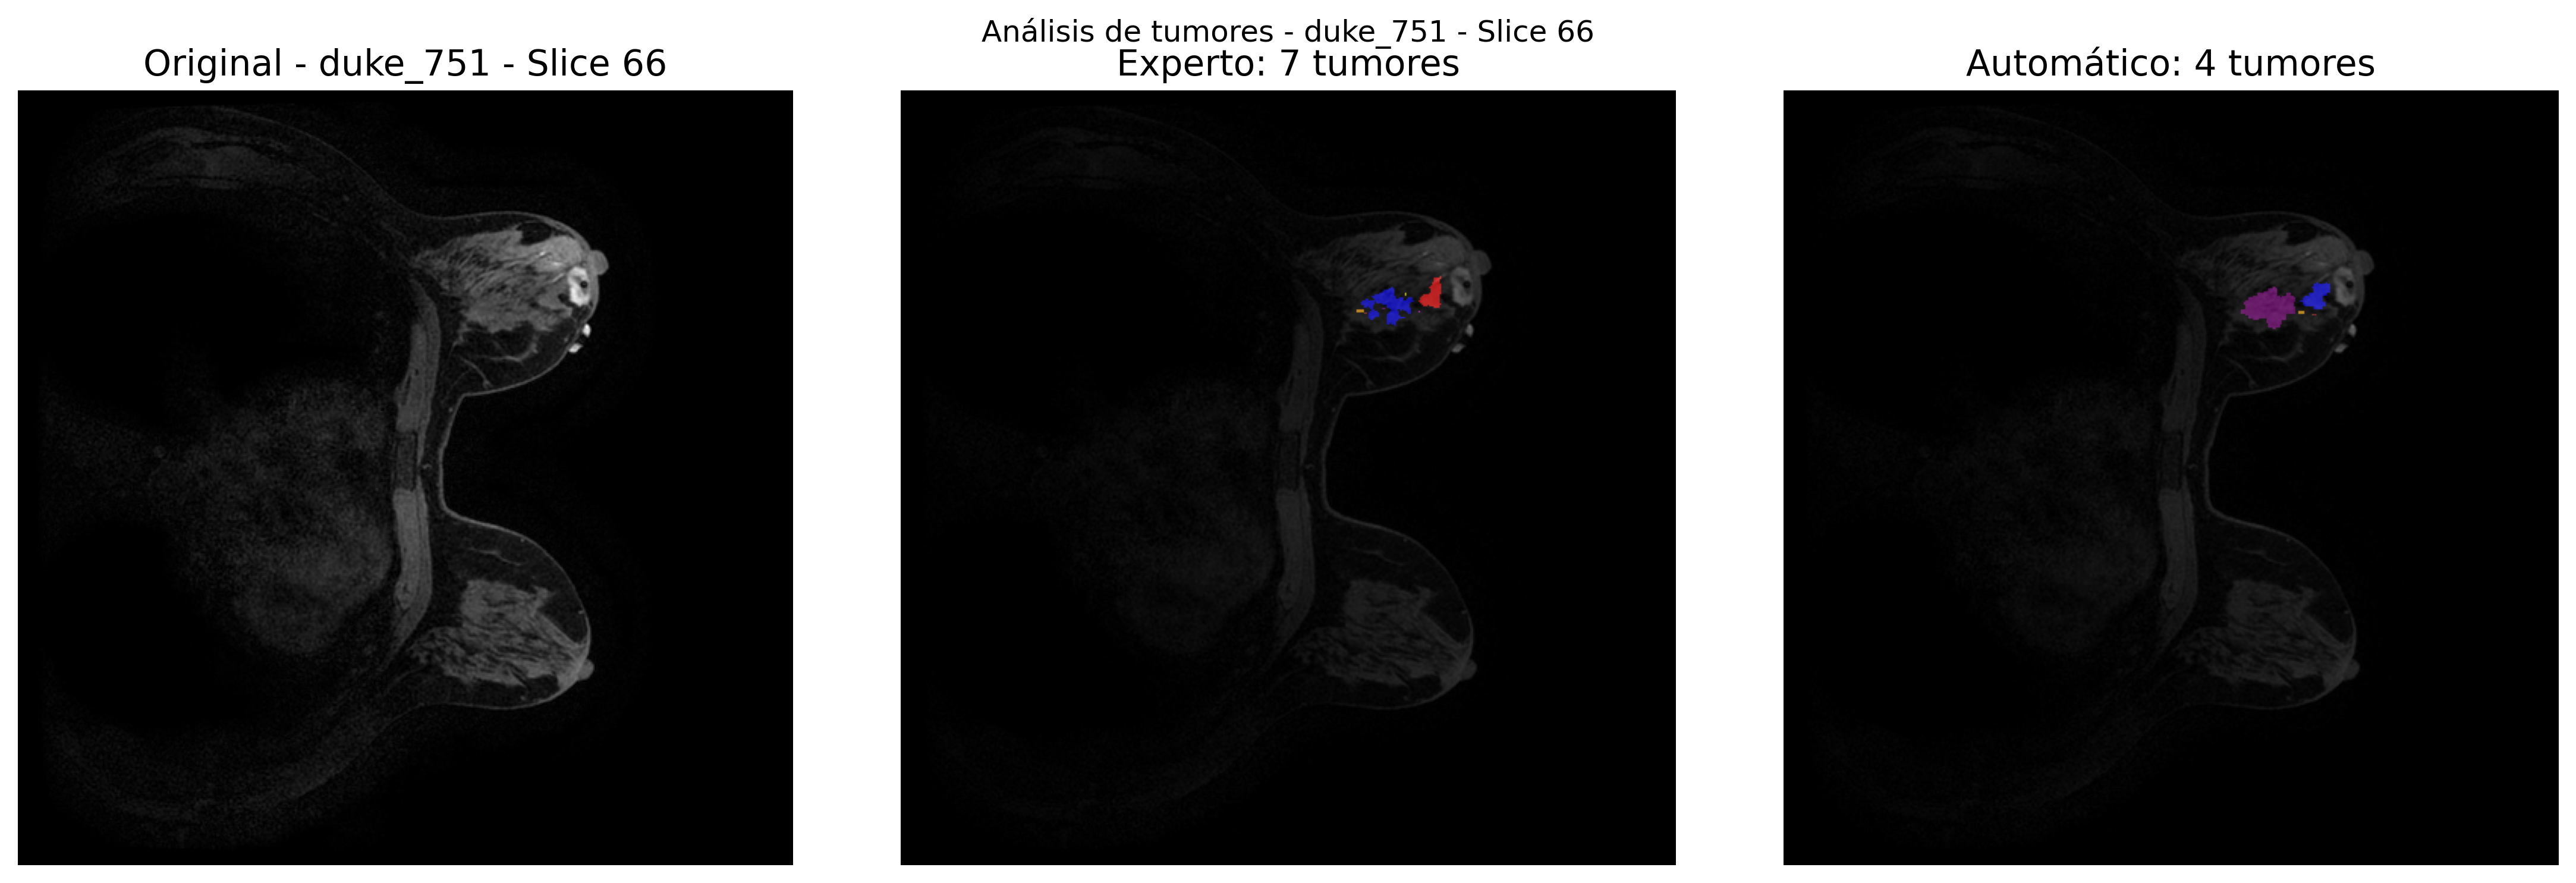 Análisis de tumores - duke_751 - Slice 66
Original - duke_751 - Slice 66
Experto: 7 tumores
Automático: 4 tumores